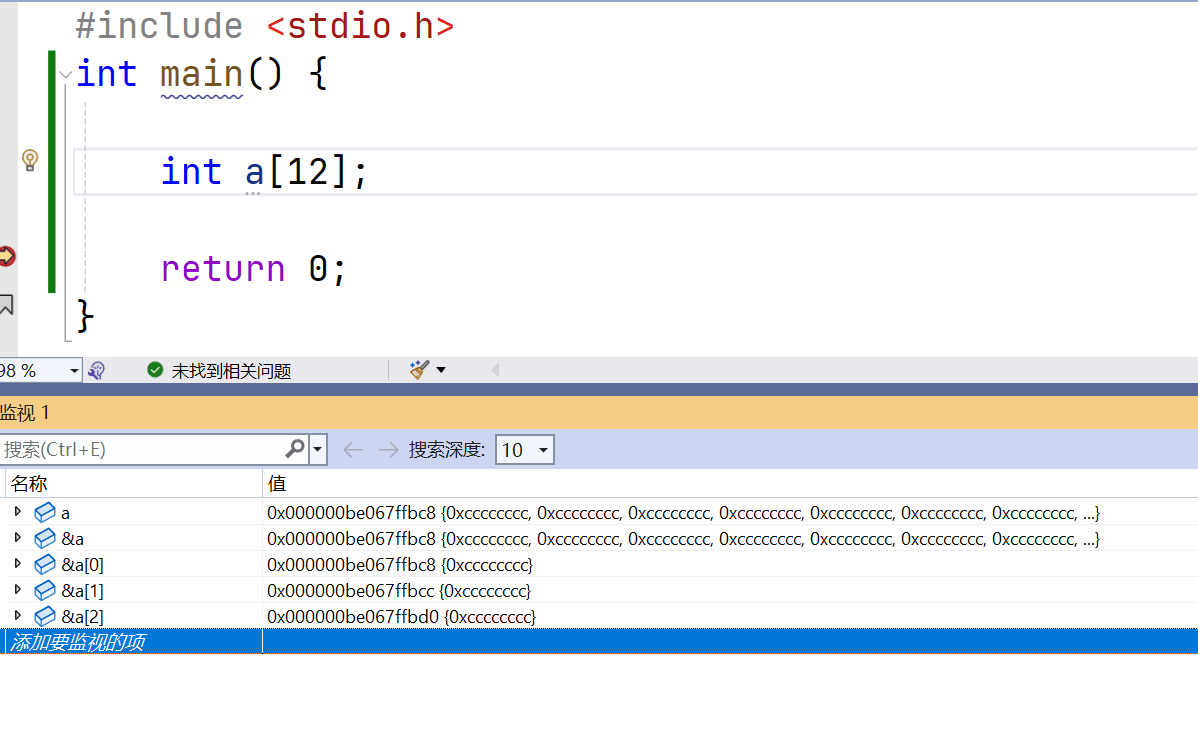 #include <stdio.h>
int main() {
int a[12];
return 0;
}
98 % 未找到相关问题
监视 1
搜索(Ctrl+E) 搜索深度: 10
名称 值
a 0x000000be067ffbc8 {0xcccccccc, 0xcccccccc, 0xcccccccc, 0xcccccccc, 0xcccccccc, 0xcccccccc, 0xcccccccc, ...}
&a 0x000000be067ffbc8 {0xcccccccc, 0xcccccccc, 0xcccccccc, 0xcccccccc, 0xcccccccc, 0xcccccccc, 0xcccccccc, ...}
&a[0] 0x000000be067ffbc8 {0xcccccccc}
&a[1] 0x000000be067ffbcc {0xcccccccc}
&a[2] 0x000000be067ffbd0 {0xcccccccc}
添加要监视的项